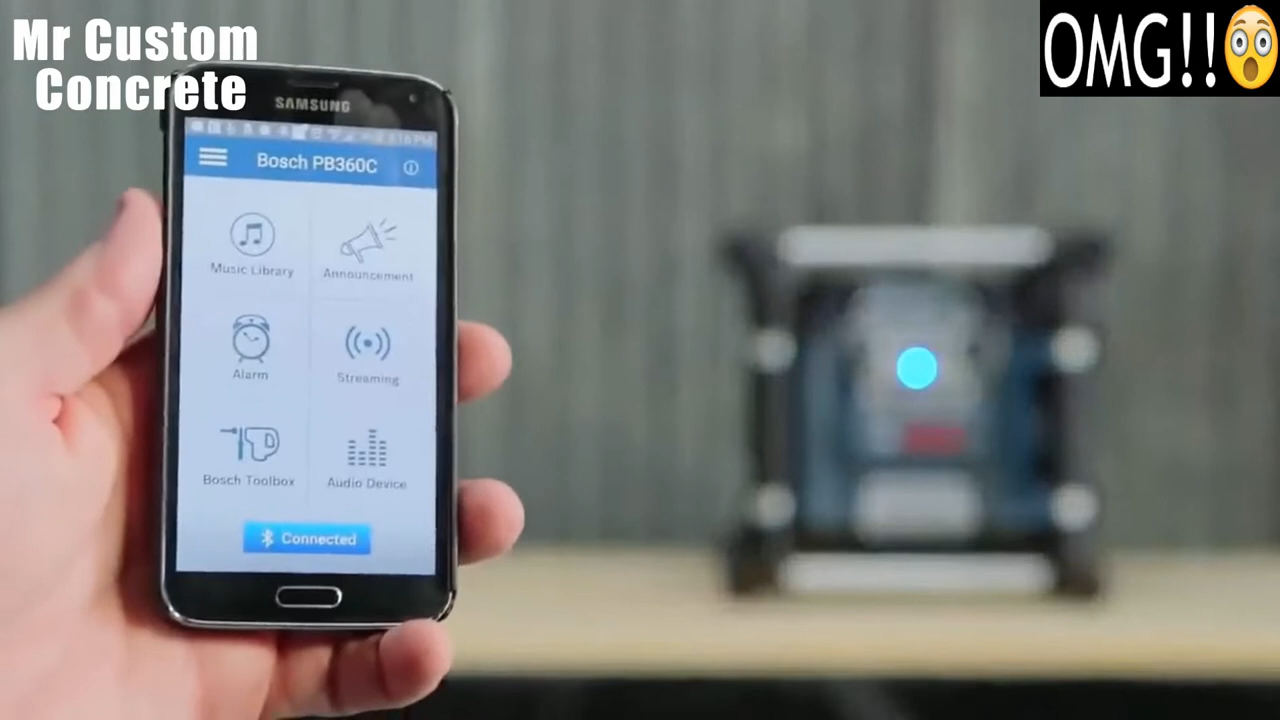 Mr Custom
Concrete
OMG!!
SAMSUNG
Bosch PB360C
Music Library
Announcement
Alarm
Streaming
Bosch Toolbox
Audio Device
Connected